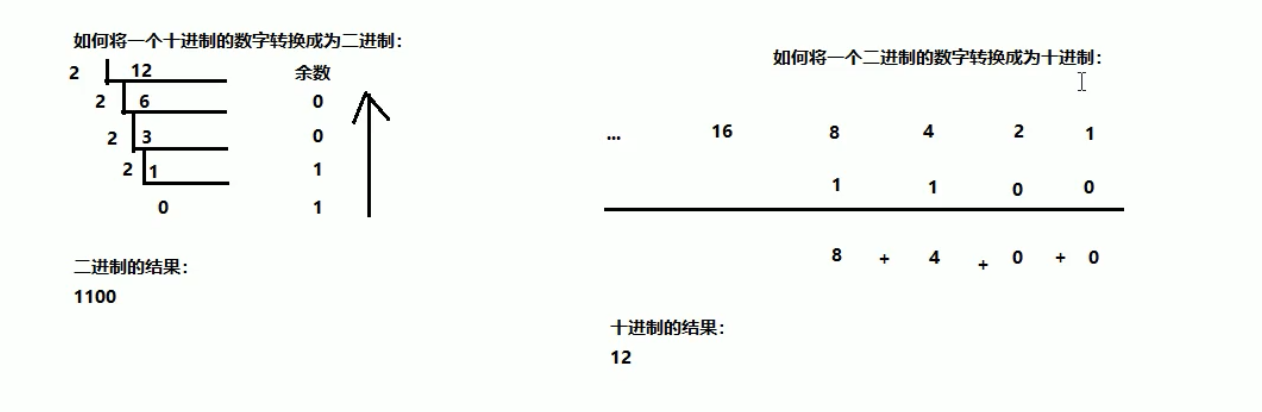 如何将一个十进制的数字转换成为二进制：
2 12 余数
2 6 0
2 3 0
2 1 1
0 1
二进制的结果：
1100
如何将一个二进制的数字转换成为十进制：
... 16 8 4 2 1
1 1 0 0
8 + 4 + 0 + 0
十进制的结果：
12